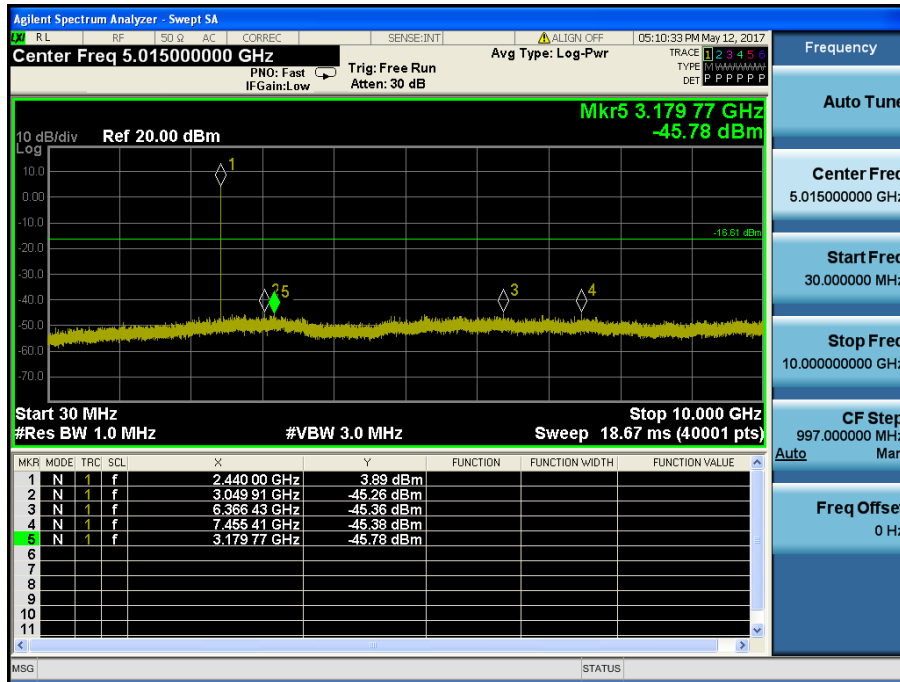 Agilent Spectrum Analyzer - Swept SA
LXI RL RF 50 Ω AC CORREC SENSE:INT ALIGN OFF 05:10:33 PM May 12, 2017
Center Freq 5.015000000 GHz
PNO: Fast
IFGain:Low
Trig: Free Run
Atten: 30 dB
Avg Type: Log-Pwr
TRACE 1 2 3 4 5 6
TYPE M W W W W W
DET P P P P P P
Mkr5 3.179 77 GHz
-45.78 dBm
10 dB/div Ref 20.00 dBm
Log
10.0
0.00
-10.0
-20.0
-30.0
-40.0
-50.0
-60.0
-70.0
1
-16.61 dBm
2 5
3
4
Start 30 MHz Stop 10.000 GHz
#Res BW 1.0 MHz #VBW 3.0 MHz Sweep 18.67 ms (40001 pts)
MKR MODE TRC SCL X Y FUNCTION FUNCTION WIDTH FUNCTION VALUE
1 N 1 f 2.440 00 GHz 3.89 dBm
2 N 1 f 3.049 91 GHz -45.26 dBm
3 N 1 f 6.366 43 GHz -45.36 dBm
4 N 1 f 7.455 41 GHz -45.38 dBm
5 N 1 f 3.179 77 GHz -45.78 dBm
6
7
8
9
10
11
MSG STATUS
Frequency
Auto Tune
Center Freq
5.015000000 GHz
Start Freq
30.000000 MHz
Stop Freq
10.000000000 GHz
CF Step
997.000000 MHz
Auto Man
Freq Offset
0 Hz